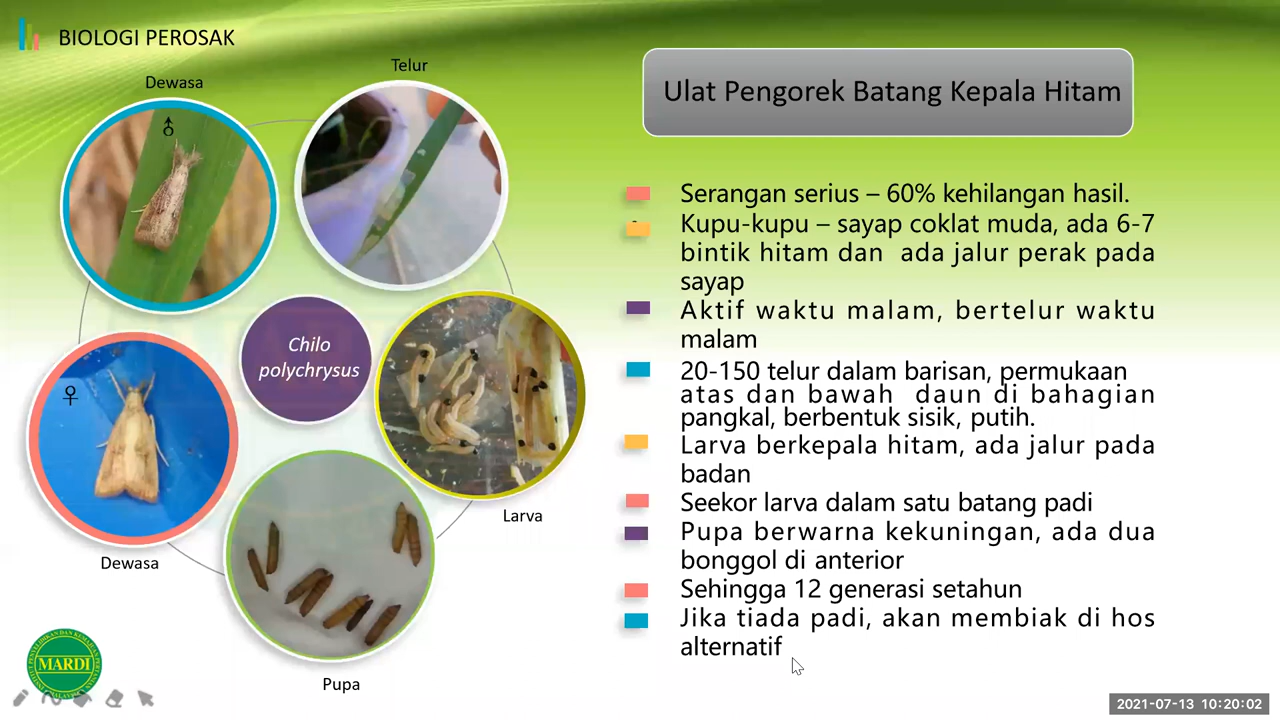 BIOLOGI PEROSAK
Dewasa
Telur
♂
Chilo
polychrysus
♀
Larva
Dewasa
Pupa
MARDI
Ulat Pengorek Batang Kepala Hitam
Serangan serius – 60% kehilangan hasil.
Kupu-kupu – sayap coklat muda, ada 6-7
bintik hitam dan ada jalur perak pada
sayap
Aktif waktu malam, bertelur waktu
malam
20-150 telur dalam barisan, permukaan
atas dan bawah daun di bahagian
pangkal, berbentuk sisik, putih.
Larva berkepala hitam, ada jalur pada
badan
Seekor larva dalam satu batang padi
Pupa berwarna kekuningan, ada dua
bonggol di anterior
Sehingga 12 generasi setahun
Jika tiada padi, akan membiak di hos
alternatif
2021-07-13 10:20:02